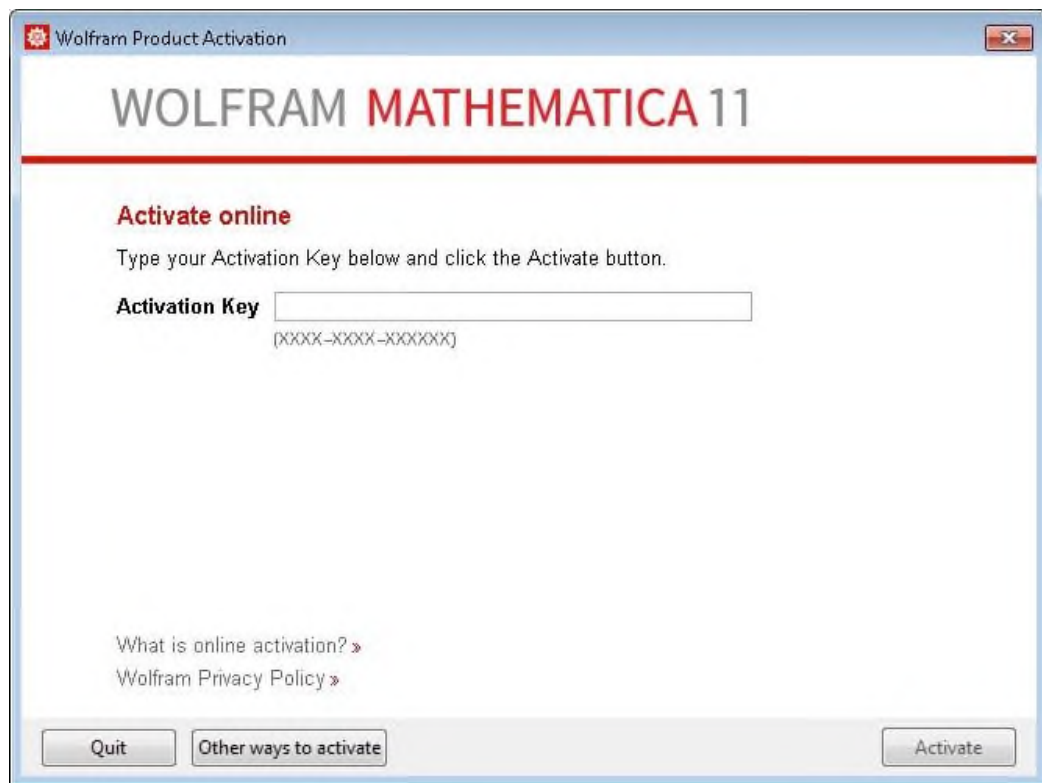 Wolfram Product Activation
WOLFRAM MATHEMATICA 11
Activate online
Type your Activation Key below and click the Activate button.
Activation Key
(XXXX-XXXX-XXXXXX)
What is online activation? »
Wolfram Privacy Policy »
Quit Other ways to activate Activate